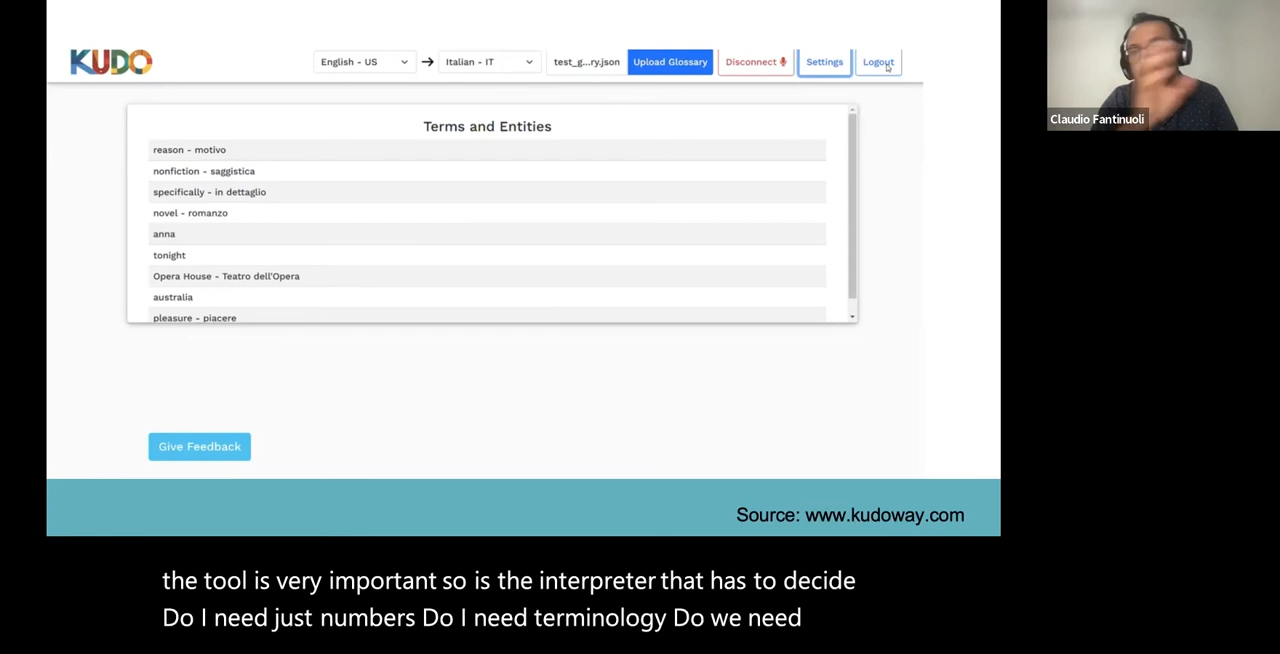 KUDO
English - US → Italian - IT test_g...ry.json Upload Glossary Disconnect Settings Logout
Claudio Fantinuoli
Terms and Entities
reason - motivo
nonfiction - saggistica
specifically - in dettaglio
novel - romanzo
anna
tonight
Opera House - Teatro dell'Opera
australia
pleasure - piacere
Give Feedback
Source: www.kudoway.com
the tool is very important so is the interpreter that has to decide
Do I need just numbers Do I need terminology Do we need